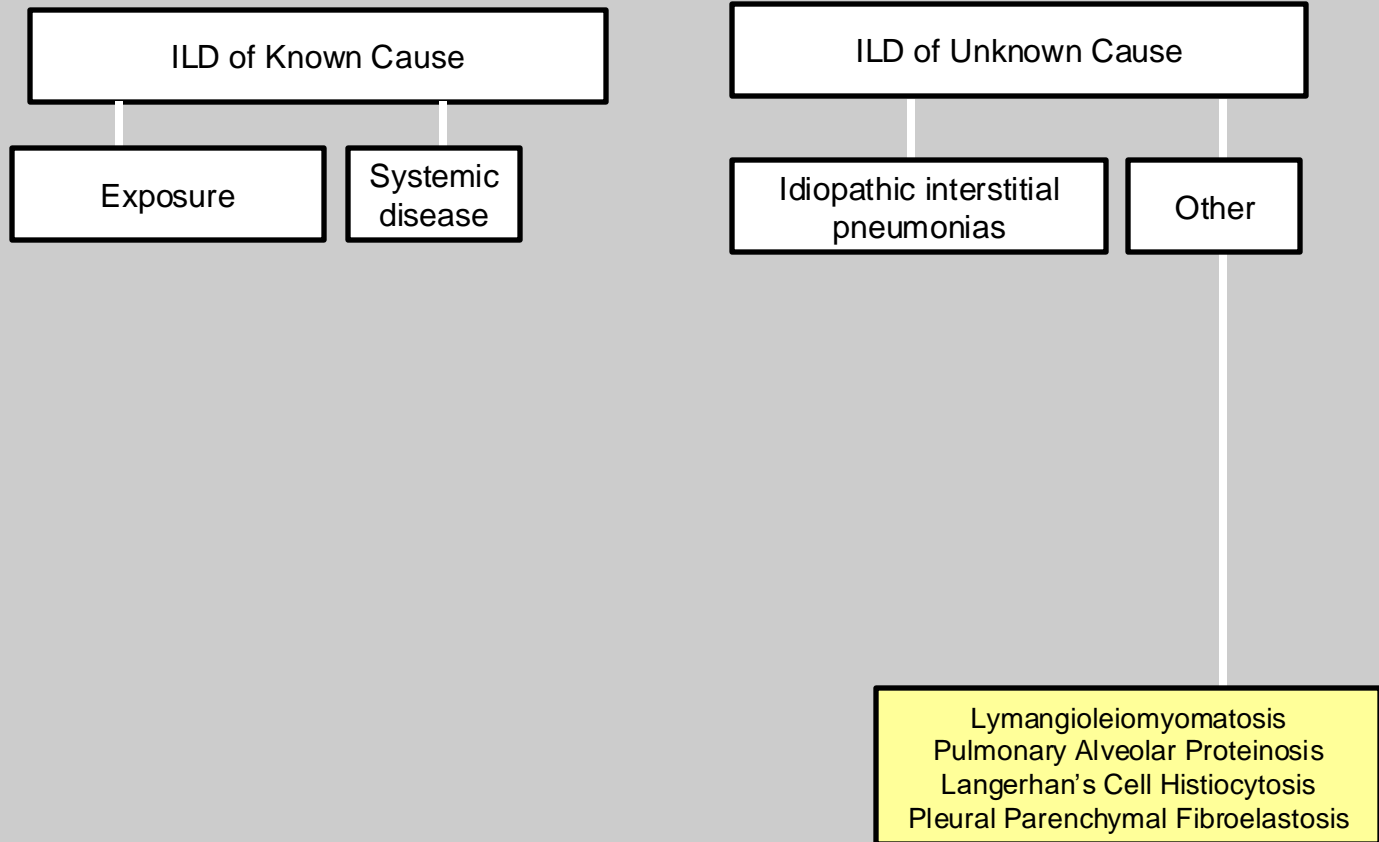 ILD of Known Cause
ILD of Unknown Cause
Exposure
Systemic
disease
Idiopathic interstitial
pneumonias
Other
Lymangioleiomyomatosis
Pulmonary Alveolar Proteinosis
Langerhan’s Cell Histiocytosis
Pleural Parenchymal Fibroelastosis